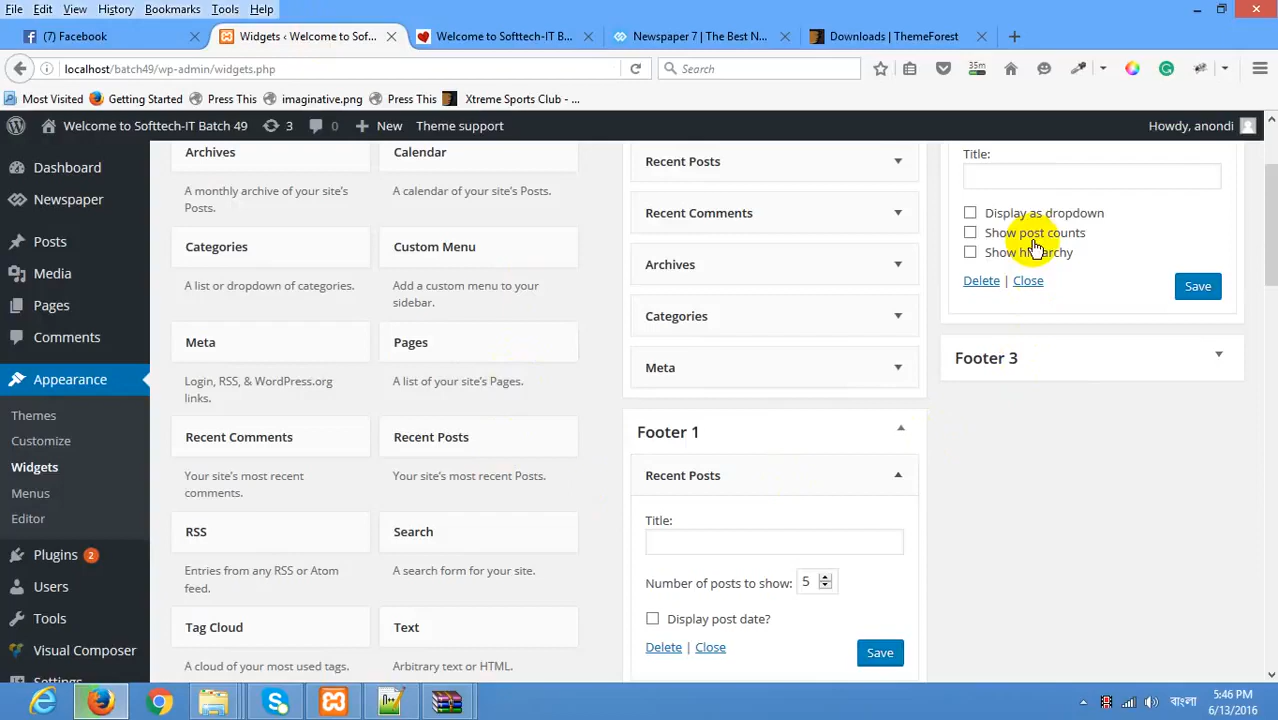 File Edit View History Bookmarks Tools Help
(7) Facebook
Widgets ‹ Welcome to Sof...
Welcome to Softtech-IT B...
Newspaper 7 | The Best N...
Downloads | ThemeForest
localhost/batch49/wp-admin/widgets.php
Search
35m
Most Visited Getting Started Press This imaginative.png Press This Xtreme Sports Club - ...
Welcome to Softtech-IT Batch 49 3 0 New Theme support
Howdy, anondi
Dashboard
Newspaper
Posts
Media
Pages
Comments
Appearance
Themes
Customize
Widgets
Menus
Editor
Plugins 2
Users
Tools
Visual Composer
Settings
Archives
A monthly archive of your site's
Posts.
Calendar
A calendar of your site's Posts.
Categories
A list or dropdown of categories.
Custom Menu
Add a custom menu to your
sidebar.
Meta
Login, RSS, & WordPress.org
links.
Pages
A list of your site's Pages.
Recent Comments
Your site's most recent
comments.
Recent Posts
Your site's most recent Posts.
RSS
Entries from any RSS or Atom
feed.
Search
A search form for your site.
Tag Cloud
A cloud of your most used tags.
Text
Arbitrary text or HTML.
Recent Posts
Recent Comments
Archives
Categories
Meta
Footer 1
Recent Posts
Title:
Number of posts to show: 5
Display post date?
Delete | Close
Save
Title:
Display as dropdown
Show post counts
Show hierarchy
Delete | Close
Save
Footer 3
বাংলা
5:46 PM
6/13/2016